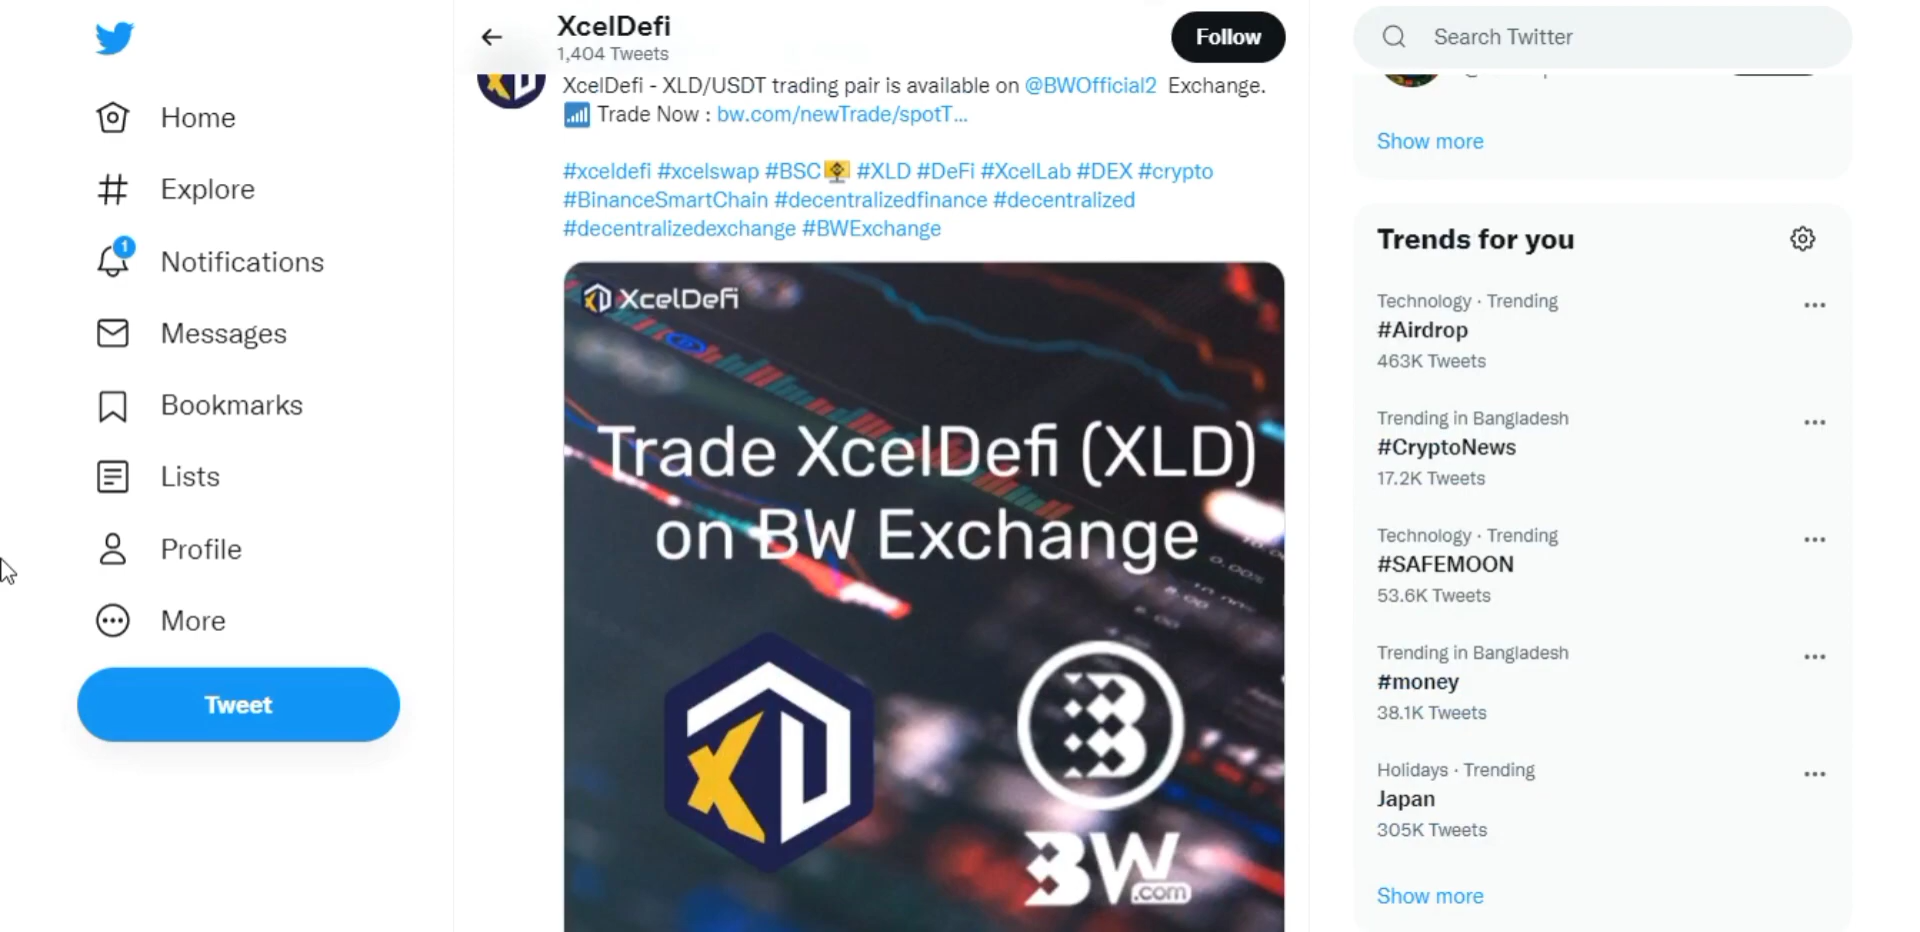 Home
Explore
1
Notifications
Messages
Bookmarks
Lists
Profile
More
Tweet
XcelDefi
1,404 Tweets
Follow
XcelDefi - XLD/USDT trading pair is available on @BWOfficial2 Exchange.
Trade Now : bw.com/newTrade/spotT...
#xceldefi #xcelswap #BSC #XLD #DeFi #XcelLab #DEX #crypto
#BinanceSmartChain #decentralizedfinance #decentralized
#decentralizedexchange #BWExchange
XcelDefi
Trade XcelDefi (XLD)
on BW Exchange
BW
.com
Search Twitter
Show more
Trends for you
Technology · Trending
#Airdrop
463K Tweets
Trending in Bangladesh
#CryptoNews
17.2K Tweets
Technology · Trending
#SAFEMOON
53.6K Tweets
Trending in Bangladesh
#money
38.1K Tweets
Holidays · Trending
Japan
305K Tweets
Show more